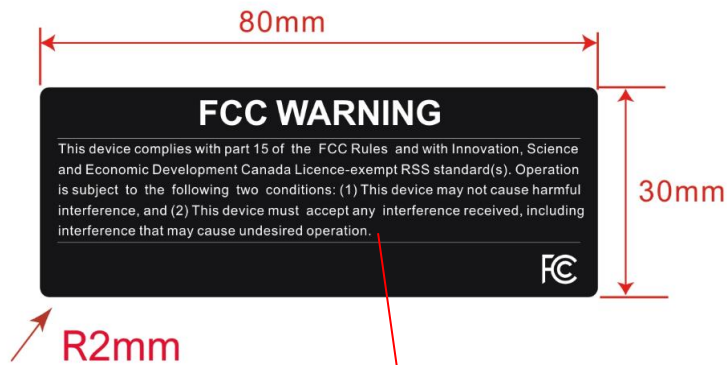 80mm
FCC WARNING
This device complies with part 15 of the FCC Rules and with Innovation, Science
and Economic Development Canada Licence-exempt RSS standard(s). Operation
is subject to the following two conditions: (1) This device may not cause harmful
interference, and (2) This device must accept any interference received, including
interference that may cause undesired operation.
30mm
FC
R2mm